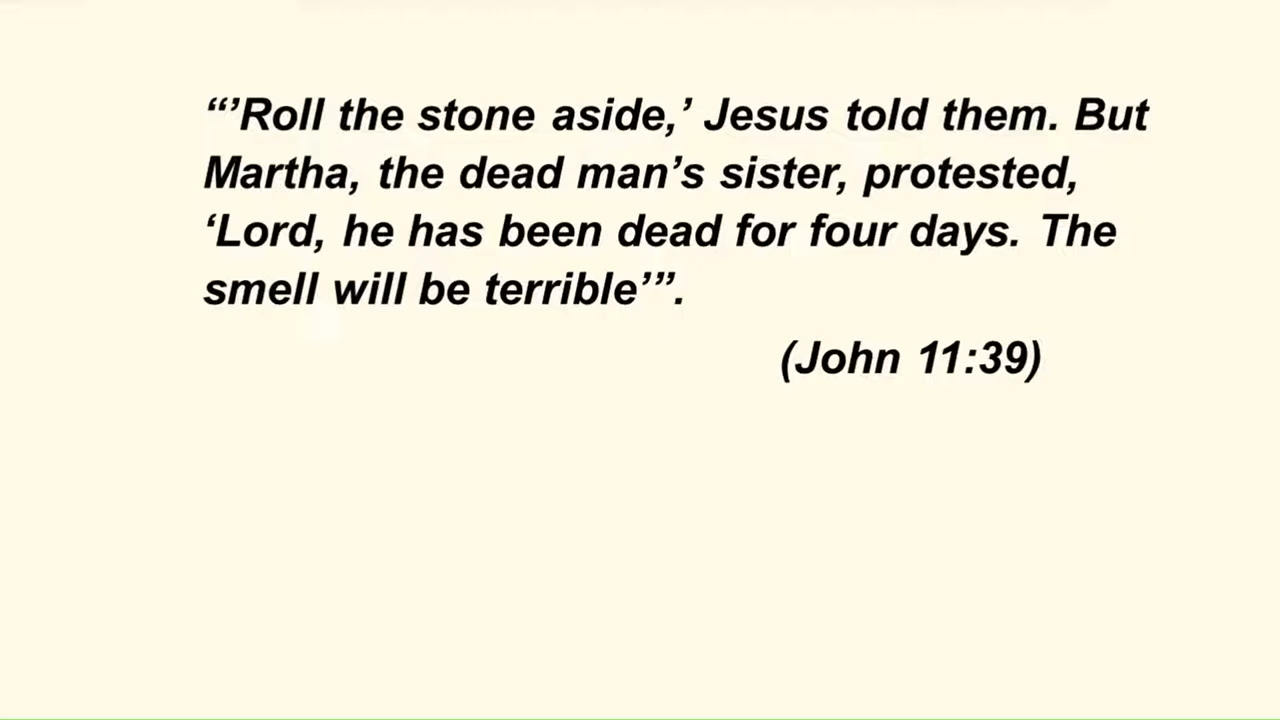 “’Roll the stone aside,’ Jesus told them. But
Martha, the dead man’s sister, protested,
‘Lord, he has been dead for four days. The
smell will be terrible’”.
(John 11:39)